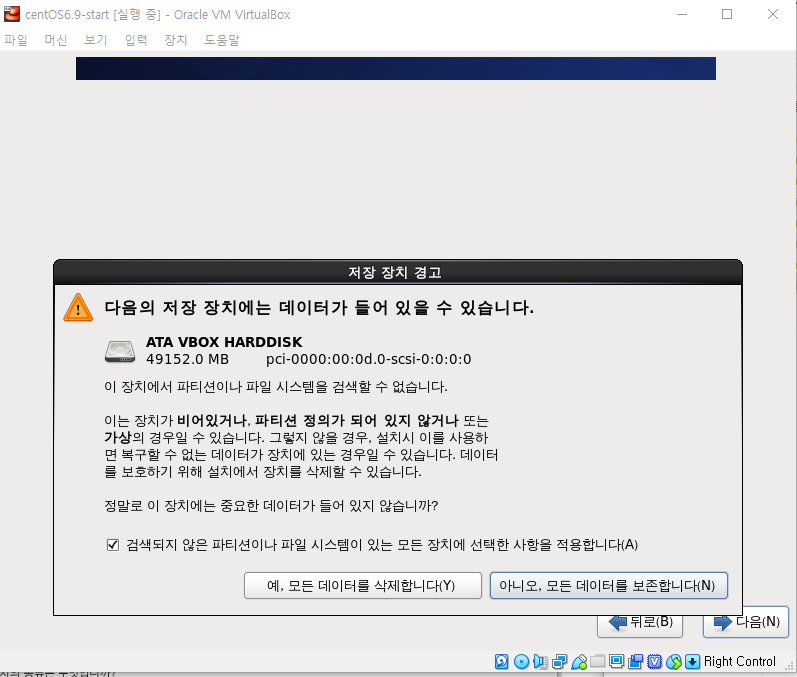 centOS6.9-start [실행 중] - Oracle VM VirtualBox
파일 머신 보기 입력 장치 도움말
저장 장치 경고
다음의 저장 장치에는 데이터가 들어 있을 수 있습니다.
ATA VBOX HARDDISK
49152.0 MB pci-0000:00:0d.0-scsi-0:0:0:0
이 장치에서 파티션이나 파일 시스템을 검색할 수 없습니다.
이는 장치가 비어있거나, 파티션 정의가 되어 있지 않거나 또는
가상의 경우일 수 있습니다. 그렇지 않을 경우, 설치시 이를 사용하
면 복구할 수 없는 데이터가 장치에 있는 경우일 수 있습니다. 데이터
를 보호하기 위해 설치에서 장치를 삭제할 수 있습니다.
정말로 이 장치에는 중요한 데이터가 들어 있지 않습니까?
검색되지 않은 파티션이나 파일 시스템이 있는 모든 장치에 선택한 사항을 적용합니다(A)
예, 모든 데이터를 삭제합니다(Y) 아니오, 모든 데이터를 보존합니다(N)
뒤로(B) 다음(N)
Right Control